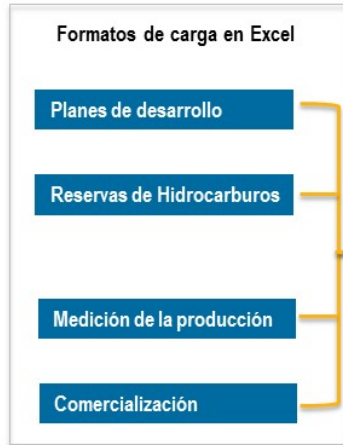 Formatos de carga en Excel
Planes de desarrollo
Reservas de Hidrocarburos
Medición de la producción
Comercialización